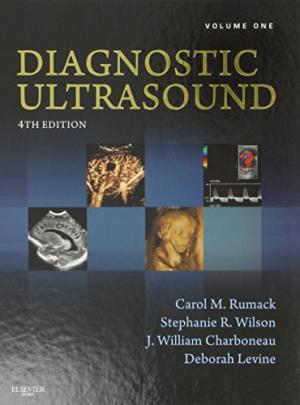 VOLUME ONE
DIAGNOSTIC
ULTRASOUND
4TH EDITION
Carol M. Rumack
Stephanie R. Wilson
J. William Charboneau
Deborah Levine
ELSEVIER